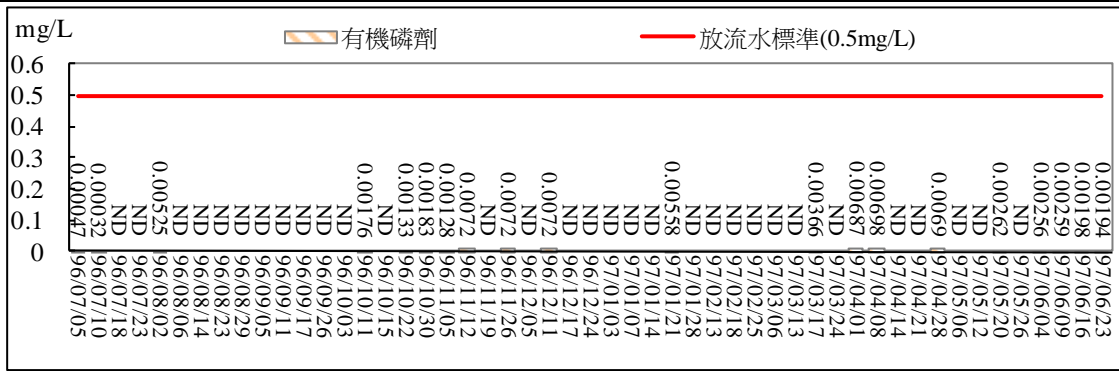 mg/L
有機磷劑
放流水標準(0.5mg/L)
0.6
0.5
0.4
0.3
0.2
0.1
0
0.00047
0.00032
ND
ND
0.00525
ND
ND
ND
ND
ND
ND
ND
ND
ND
0.00176
ND
0.00133
0.00183
0.00128
0.0072
ND
0.0072
ND
0.0072
ND
ND
ND
ND
ND
0.00558
ND
ND
ND
ND
ND
ND
0.00366
ND
0.00687
0.00698
ND
ND
0.0069
ND
ND
0.00262
ND
0.00256
0.00259
0.00198
0.00194
96/07/05
96/07/10
96/07/18
96/07/23
96/08/02
96/08/06
96/08/14
96/08/23
96/08/29
96/09/05
96/09/11
96/09/17
96/09/26
96/10/03
96/10/11
96/10/15
96/10/22
96/10/30
96/11/05
96/11/12
96/11/19
96/11/26
96/12/05
96/12/11
96/12/17
96/12/24
97/01/03
97/01/07
97/01/14
97/01/21
97/01/28
97/02/13
97/02/18
97/02/25
97/03/06
97/03/13
97/03/17
97/03/24
97/04/01
97/04/08
97/04/14
97/04/21
97/04/28
97/05/06
97/05/12
97/05/20
97/05/26
97/06/04
97/06/09
97/06/16
97/06/23